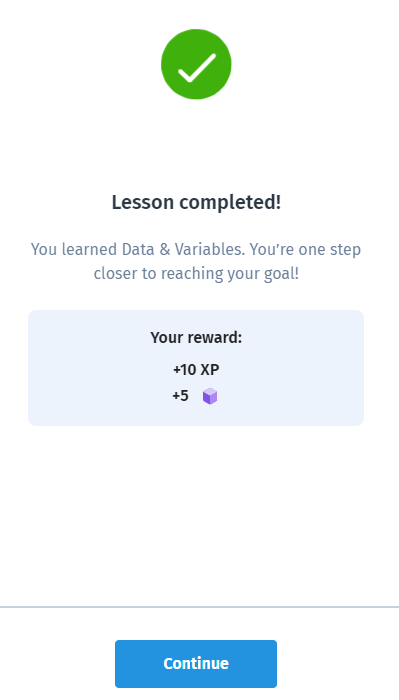 Lesson completed!
You learned Data & Variables. You’re one step
closer to reaching your goal!
Your reward:
+10 XP
+5
Continue